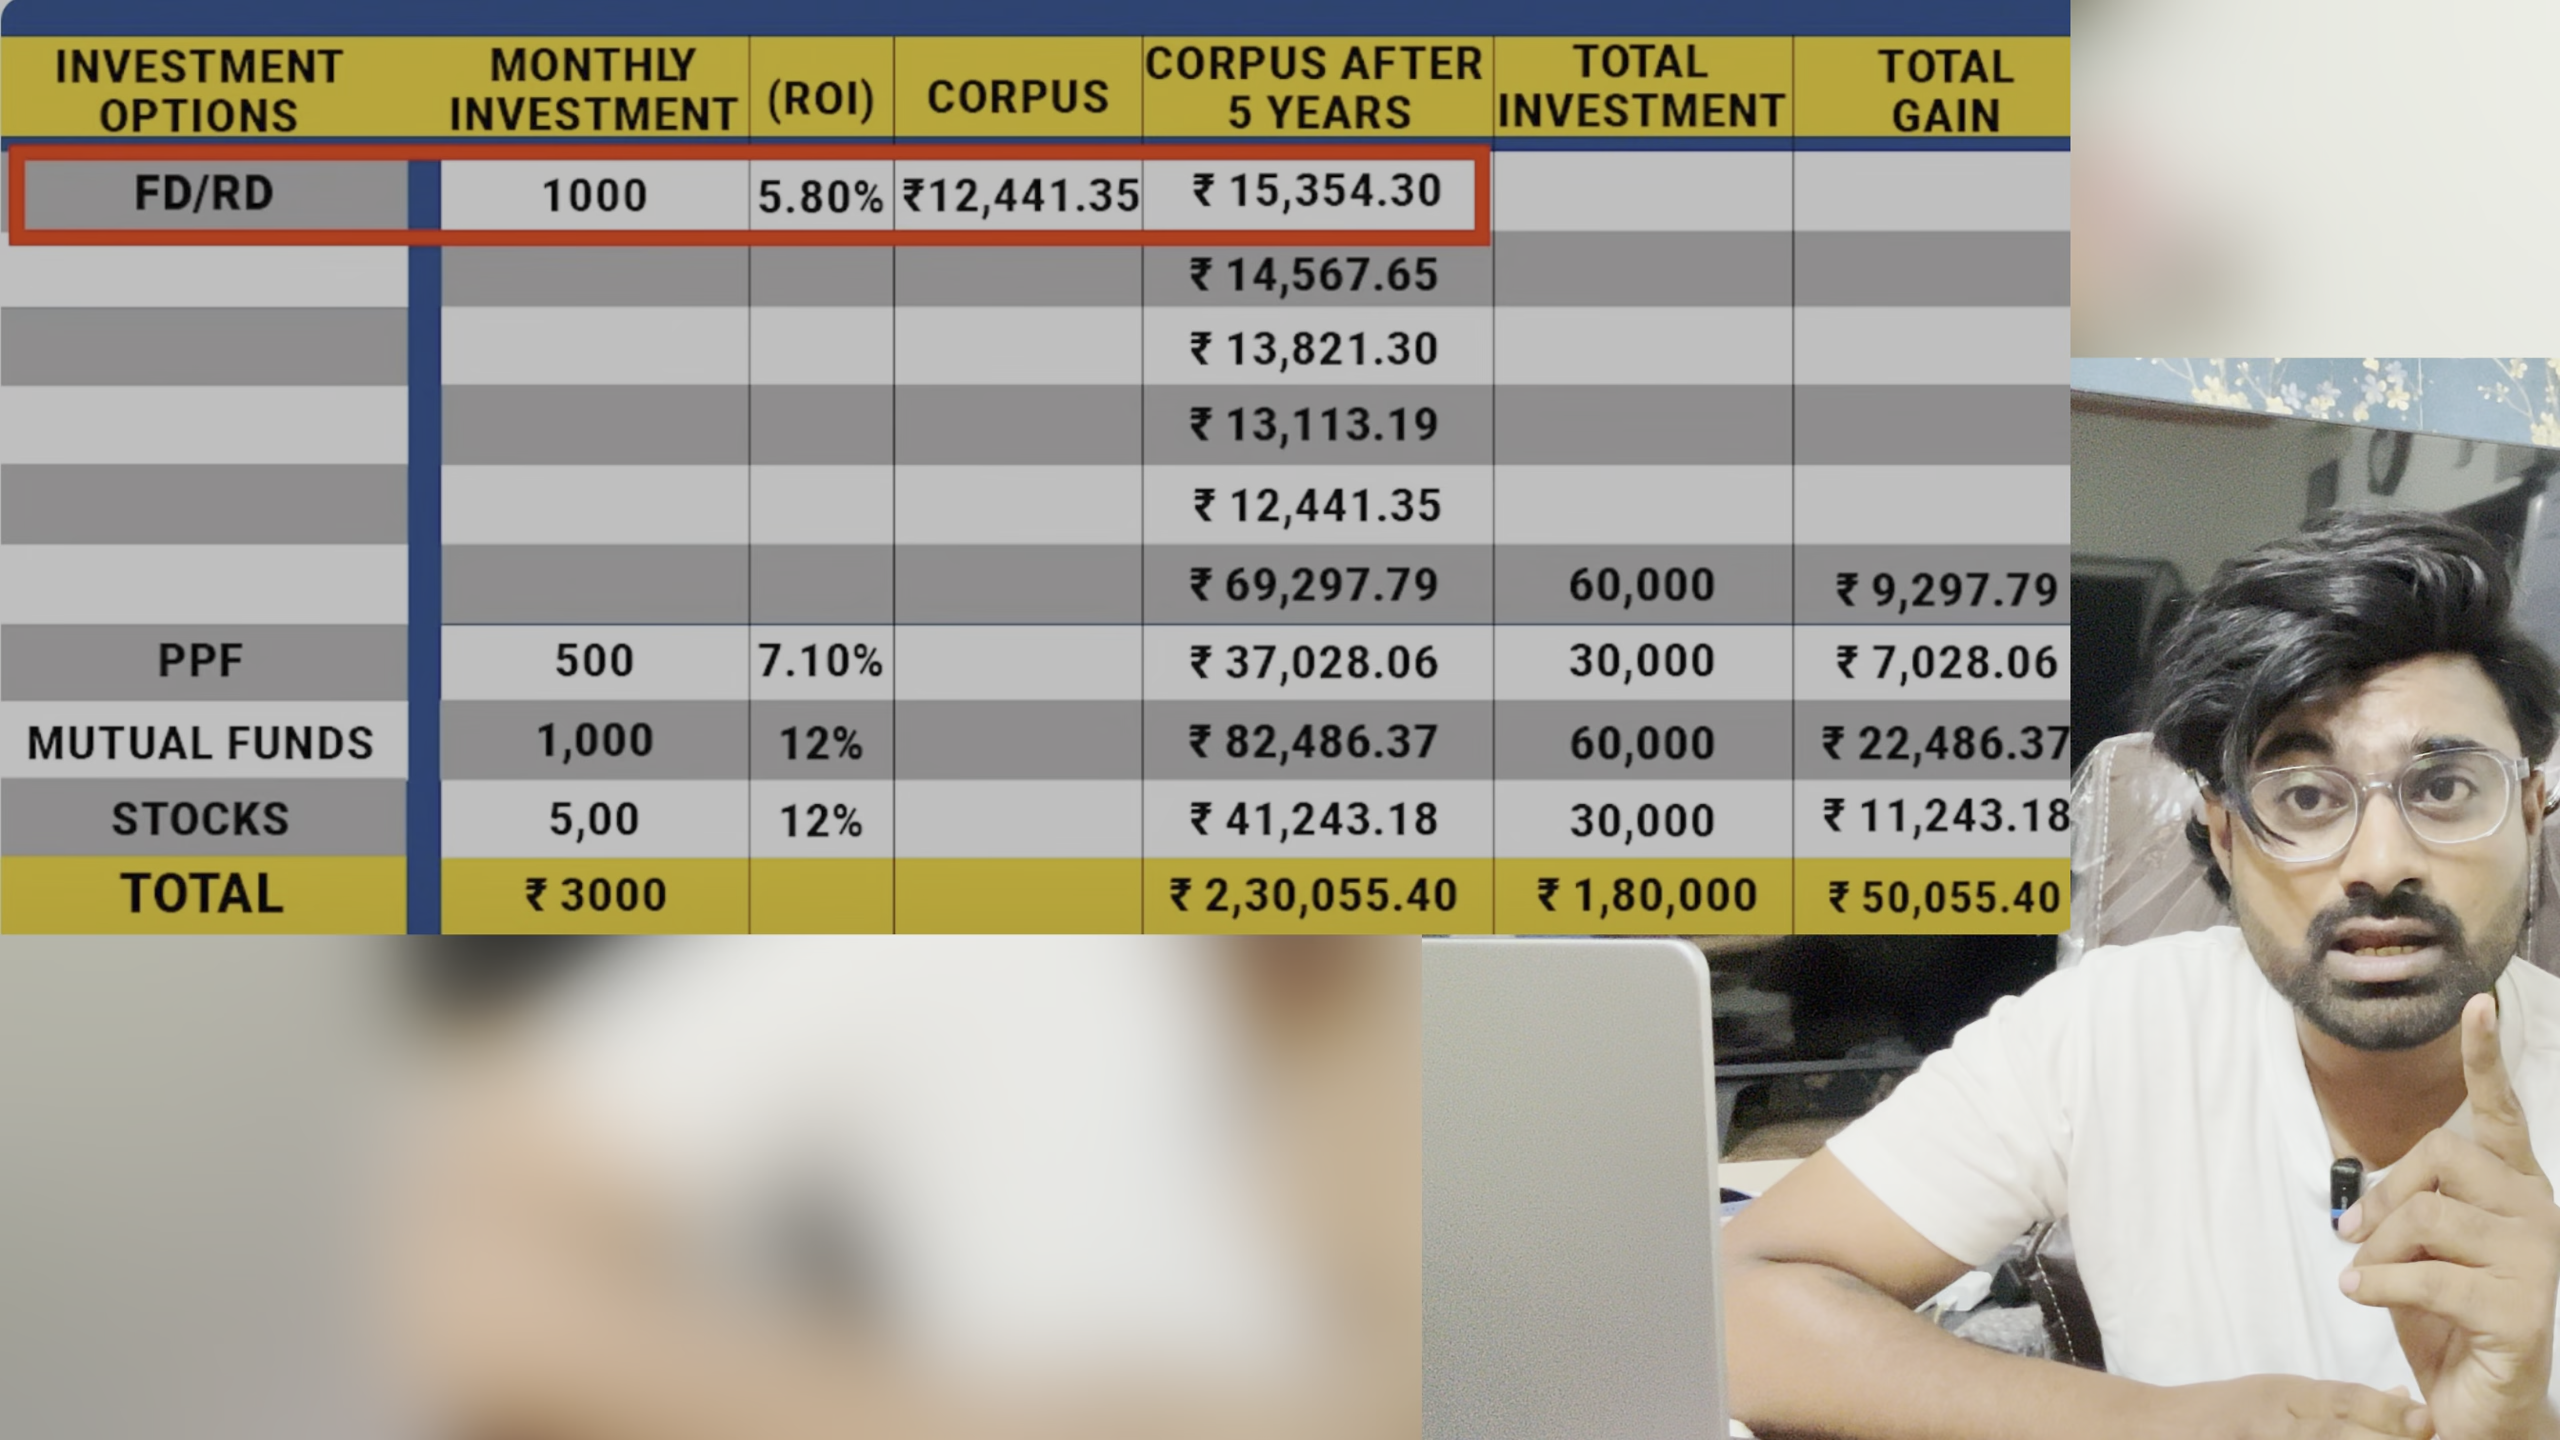 INVESTMENT OPTIONS MONTHLY INVESTMENT (ROI) CORPUS CORPUS AFTER 5 YEARS TOTAL INVESTMENT TOTAL GAIN
FD/RD 1000 5.80% ₹12,441.35 ₹ 15,354.30
₹ 14,567.65
₹ 13,821.30
₹ 13,113.19
₹ 12,441.35
₹ 69,297.79 60,000 ₹ 9,297.79
PPF 500 7.10% ₹ 37,028.06 30,000 ₹ 7,028.06
MUTUAL FUNDS 1,000 12% ₹ 82,486.37 60,000 ₹ 22,486.37
STOCKS 5,00 12% ₹ 41,243.18 30,000 ₹ 11,243.18
TOTAL ₹ 3000 ₹ 2,30,055.40 ₹ 1,80,000 ₹ 50,055.40